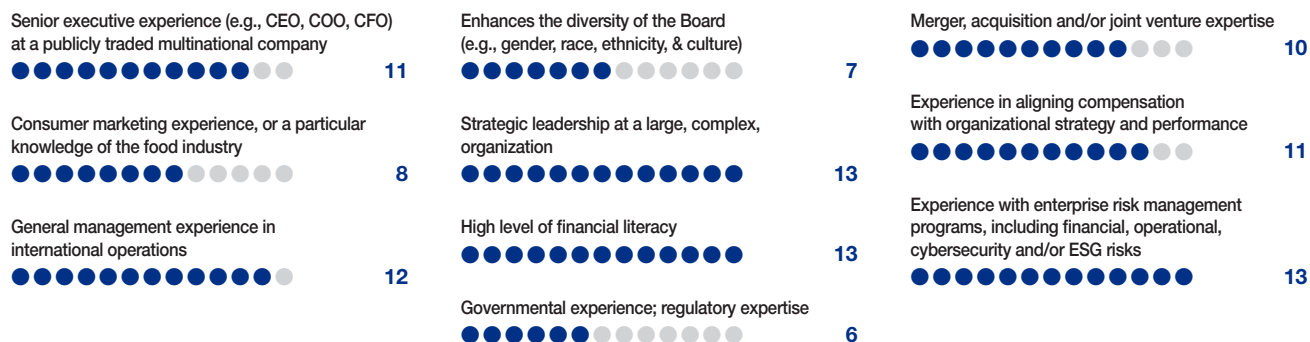 Senior executive experience (e.g., CEO, COO, CFO)
at a publicly traded multinational company
11
Consumer marketing experience, or a particular
knowledge of the food industry
8
General management experience in
international operations
12
Enhances the diversity of the Board
(e.g., gender, race, ethnicity, & culture)
7
Strategic leadership at a large, complex,
organization
13
High level of financial literacy
13
Governmental experience; regulatory expertise
6
Merger, acquisition and/or joint venture expertise
10
Experience in aligning compensation
with organizational strategy and performance
11
Experience with enterprise risk management
programs, including financial, operational,
cybersecurity and/or ESG risks
13